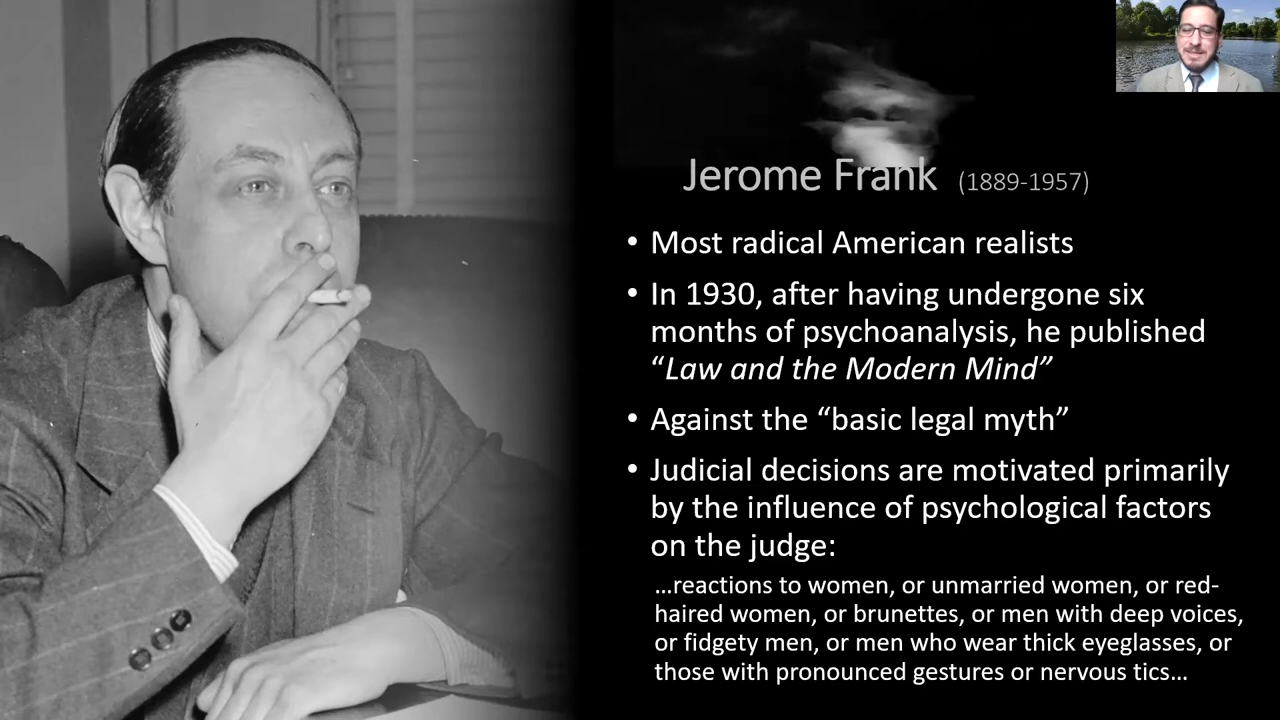 Jerome Frank (1889-1957)
• Most radical American realists
• In 1930, after having undergone six
months of psychoanalysis, he published
“Law and the Modern Mind”
• Against the “basic legal myth”
• Judicial decisions are motivated primarily
by the influence of psychological factors
on the judge:
…reactions to women, or unmarried women, or red-
haired women, or brunettes, or men with deep voices,
or fidgety men, or men who wear thick eyeglasses, or
those with pronounced gestures or nervous tics…